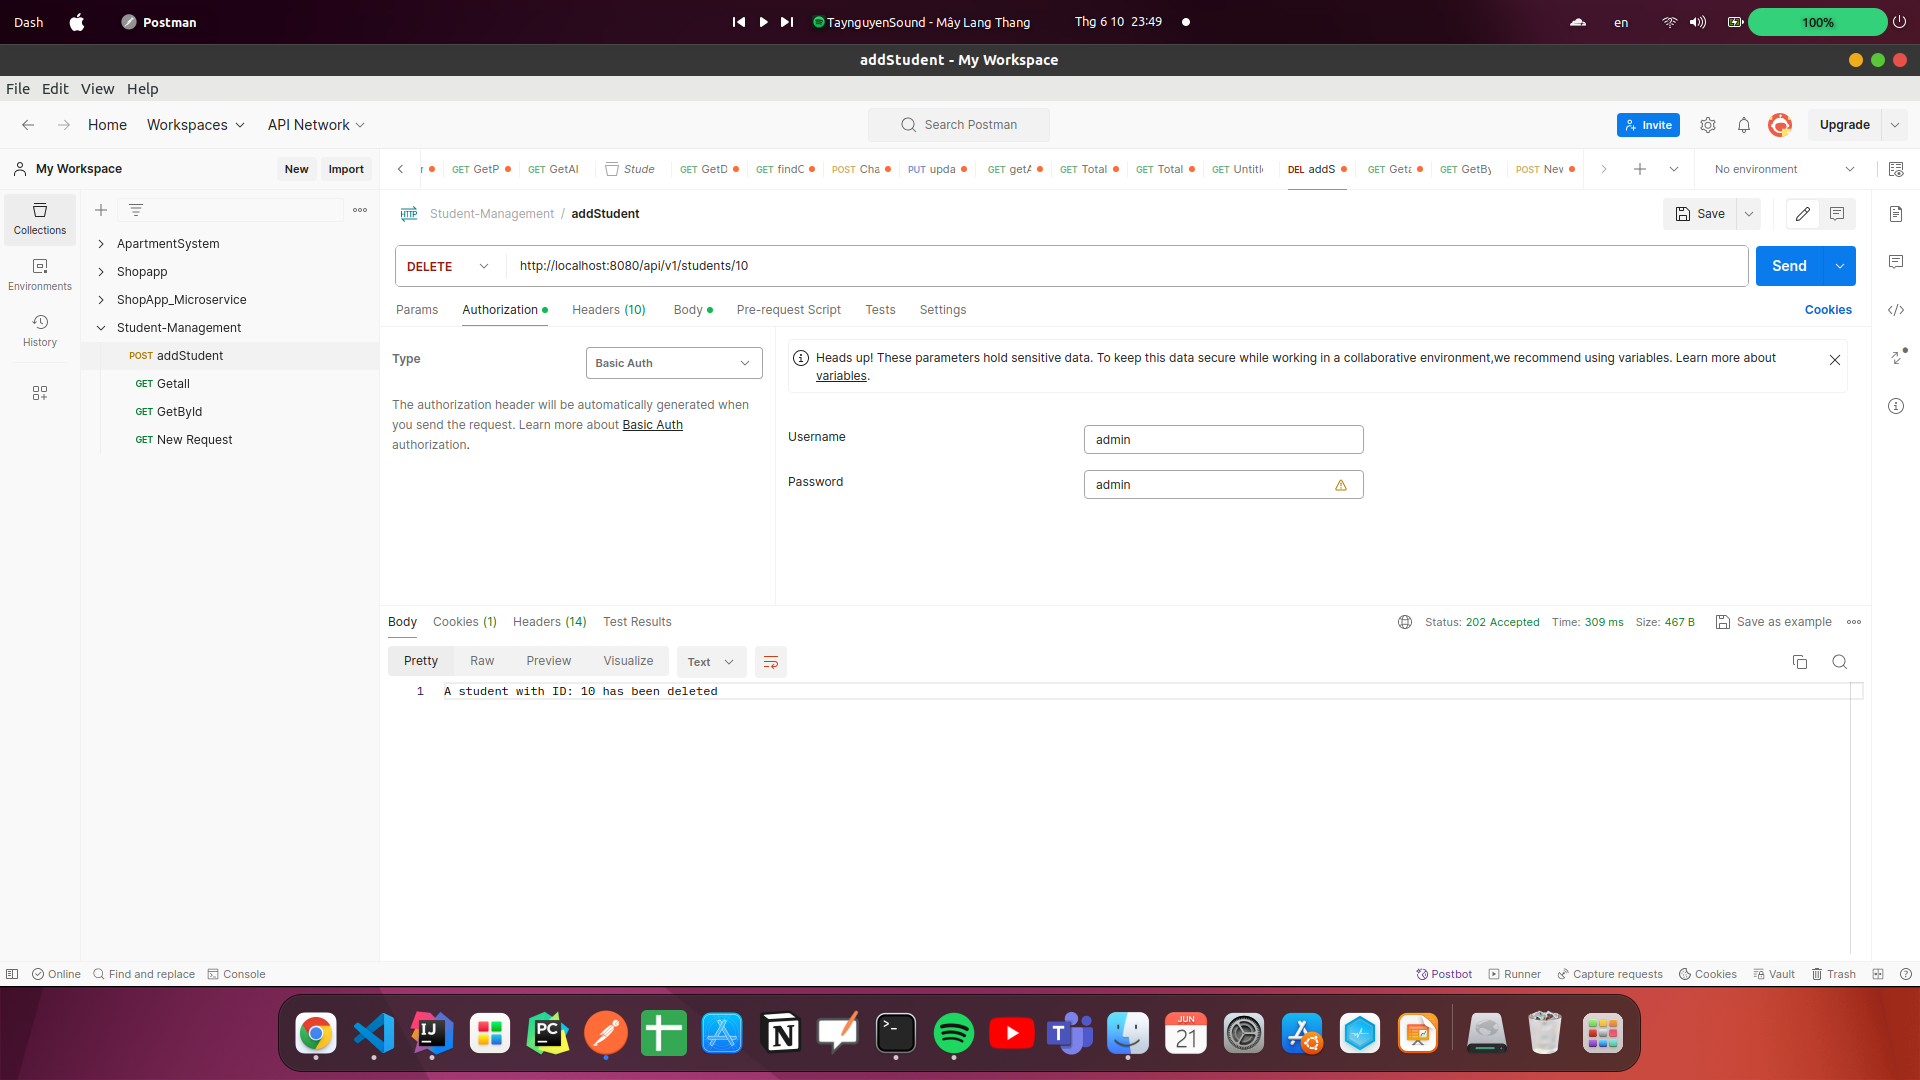 Dash
Postman
TaynguyenSound - Mây Lang Thang
Thg 6 10 23:49
en
100%
addStudent - My Workspace
File Edit View Help
Home Workspaces API Network
Search Postman
Invite
Upgrade
My Workspace
New Import
GET GetP
GET GetAl
Stude
GET GetD
GET findC
POST Cha
PUT upda
GET getA
GET Total
GET Total
GET Untitle
DEL addS
GET Geta
GET GetBy
POST New
No environment
Collections
Environments
History
ApartmentSystem
Shopapp
ShopApp_Microservice
Student-Management
POST addStudent
GET Getall
GET GetById
GET New Request
HTTP Student-Management / addStudent
Save
DELETE http://localhost:8080/api/v1/students/10
Send
Params Authorization Headers (10) Body Pre-request Script Tests Settings
Cookies
Type
Basic Auth
The authorization header will be automatically generated when
you send the request. Learn more about Basic Auth
authorization.
Heads up! These parameters hold sensitive data. To keep this data secure while working in a collaborative environment,we recommend using variables. Learn more about
variables.
Username admin
Password admin
Body Cookies (1) Headers (14) Test Results
Status: 202 Accepted Time: 309 ms Size: 467 B
Save as example
Pretty Raw Preview Visualize Text
1 A student with ID: 10 has been deleted
Online Find and replace Console
Postbot Runner Capture requests Cookies Vault Trash
IJ
PC
N
T
JUN
21